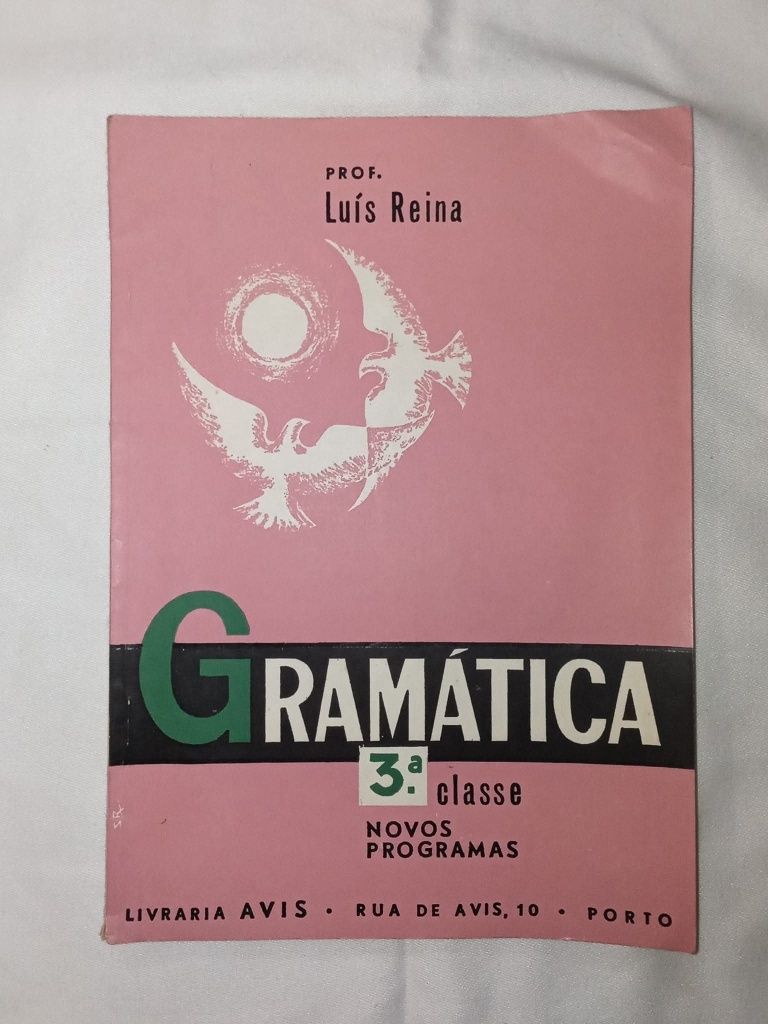 PROF.
Luís Reina
GRAMÁTICA
3.ª classe
NOVOS
PROGRAMAS
LIVRARIA AVIS • RUA DE AVIS, 10 • PORTO